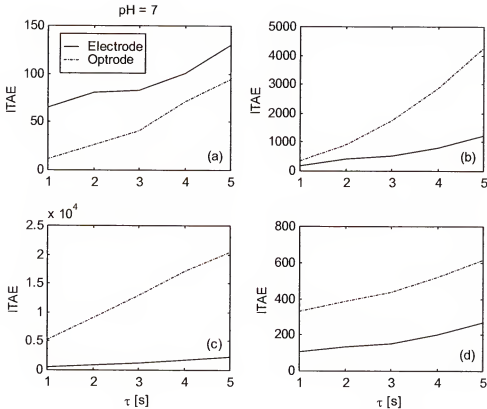 pH = 7
ITAE
150
100
50
0
Electrode
Optrode
(a)
1 2 3 4 5
ITAE
5000
4000
3000
2000
1000
0
(b)
1 2 3 4 5
x 10^4
ITAE
2.5
2
1.5
1
0.5
0
(c)
1 2 3 4 5
τ [s]
ITAE
800
600
400
200
0
(d)
1 2 3 4 5
τ [s]